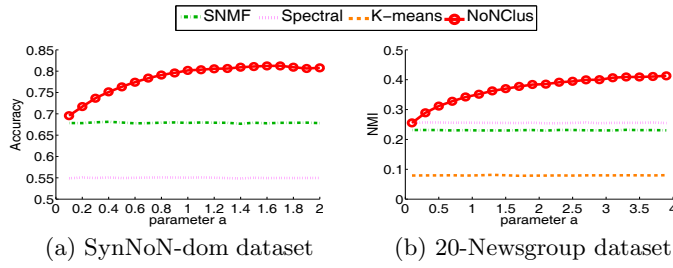 SNMF Spectral K-means NoNClus
0.85
0.8
0.75
0.7
0.67
0.6
0.55
0.5
Accuracy
0 0.2 0.4 0.6 0.8 1 1.2 1.4 1.6 1.8 2
parameter a
(a) SynNoN-dom dataset
0.5
0.4
0.3
0.2
0.1
0
NMI
0 0.5 1 1.5 2 2.5 3 3.5 4
parameter a
(b) 20-Newsgroup dataset